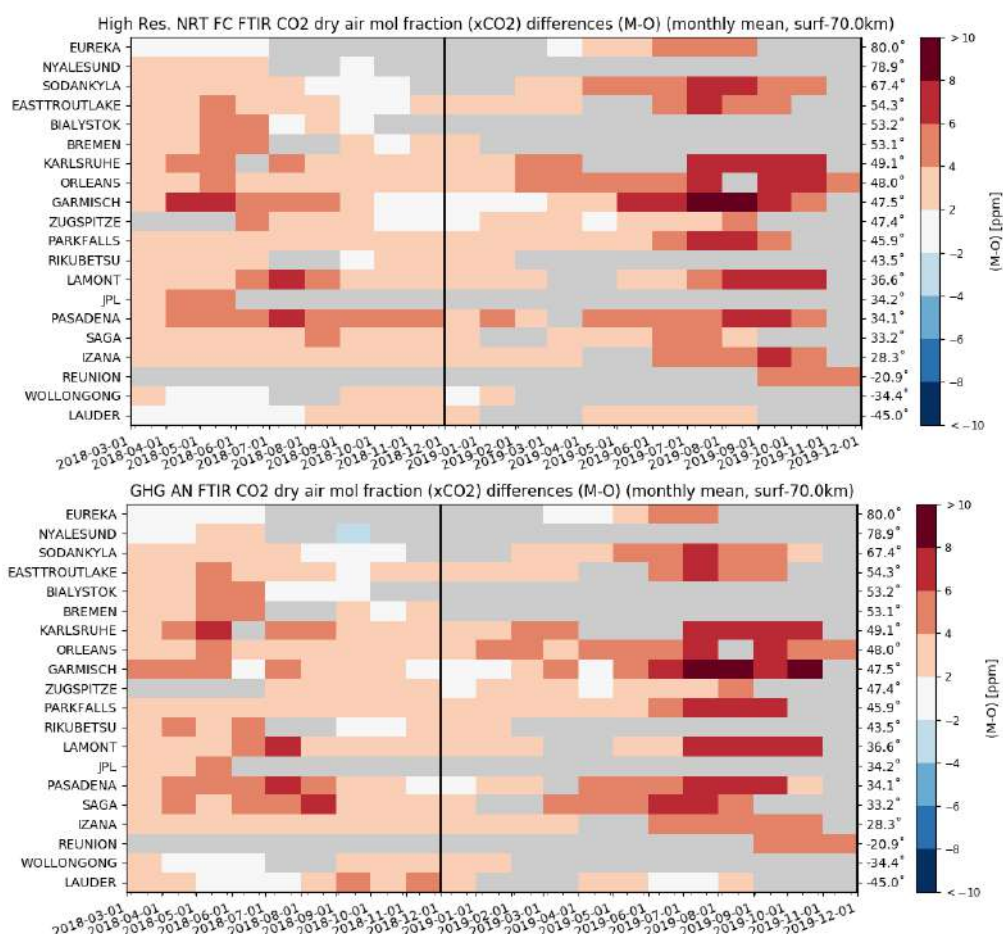 High Res. NRT FC FTIR CO2 dry air mol fraction (xCO2) differences (M-O) (monthly mean, surf-70.0km)
EUREKA 80.0°
NYALESUND 78.9°
SODANKYLA 67.4°
EASTTROUTLAKE 54.3°
BIALYSTOK 53.2°
BREMEN 53.1°
KARLSRUHE 49.1°
ORLEANS 48.0°
GARMISCH 47.5°
ZUGSPITZE 47.4°
PARKFALLS 45.9°
RIKUBETSU 43.5°
LAMONT 36.6°
JPL 34.2°
PASADENA 34.1°
SAGA 33.2°
IZANA 28.3°
REUNION -20.9°
WOLLONGONG -34.4°
LAUDER -45.0°
> 10
8
6
4
2
-2
-4
-6
-8
< -10
(M-O) [ppm]
2018-03-01 2018-04-01 2018-05-01 2018-06-01 2018-07-01 2018-08-01 2018-09-01 2018-10-01 2018-11-01 2018-12-01 2019-01-01 2019-02-01 2019-03-01 2019-04-01 2019-05-01 2019-06-01 2019-07-01 2019-08-01 2019-09-01 2019-10-01 2019-11-01 2019-12-01
GHG AN FTIR CO2 dry air mol fraction (xCO2) differences (M-O) (monthly mean, surf-70.0km)
EUREKA 80.0°
NYALESUND 78.9°
SODANKYLA 67.4°
EASTTROUTLAKE 54.3°
BIALYSTOK 53.2°
BREMEN 53.1°
KARLSRUHE 49.1°
ORLEANS 48.0°
GARMISCH 47.5°
ZUGSPITZE 47.4°
PARKFALLS 45.9°
RIKUBETSU 43.5°
LAMONT 36.6°
JPL 34.2°
PASADENA 34.1°
SAGA 33.2°
IZANA 28.3°
REUNION -20.9°
WOLLONGONG -34.4°
LAUDER -45.0°
> 10
8
6
4
2
-2
-4
-6
-8
< -10
(M-O) [ppm]
2018-03-01 2018-04-01 2018-05-01 2018-06-01 2018-07-01 2018-08-01 2018-09-01 2018-10-01 2018-11-01 2018-12-01 2019-01-01 2019-02-01 2019-03-01 2019-04-01 2019-05-01 2019-06-01 2019-07-01 2019-08-01 2019-09-01 2019-10-01 2019-11-01 2019-12-01